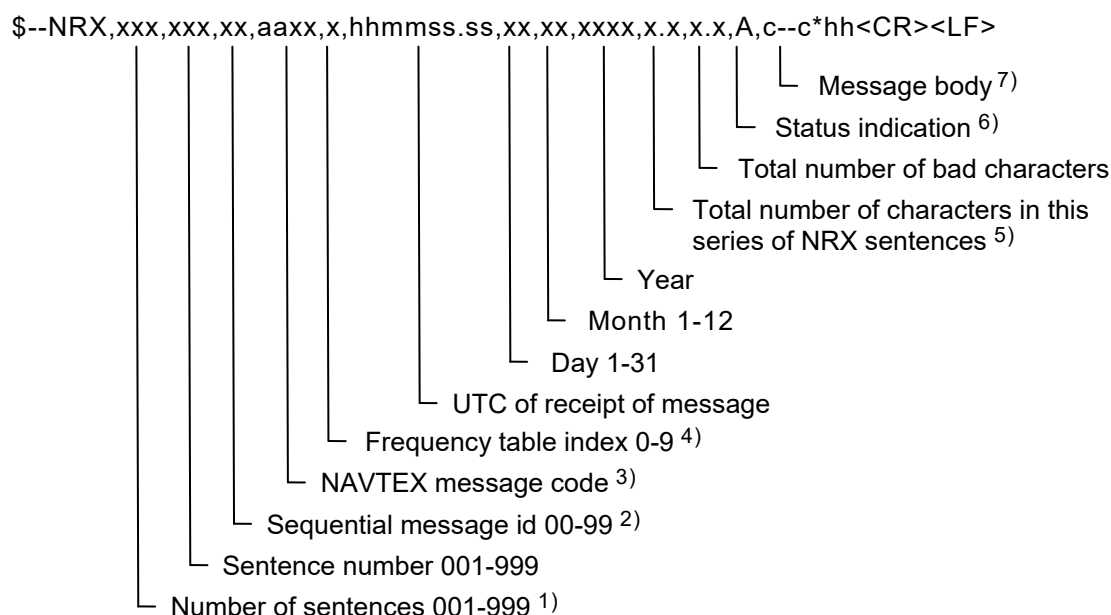 $--NRX,xxx,xxx,xx,aaxx,x,hhmmss.ss,xx,xx,xxxx,x.x,x.x,A,c--c*hh<CR><LF>
Message body 7)
Status indication 6)
Total number of bad characters
Total number of characters in this
series of NRX sentences 5)
Year
Month 1-12
Day 1-31
UTC of receipt of message
Frequency table index 0-9 4)
NAVTEX message code 3)
Sequential message id 00-99 2)
Sentence number 001-999
Number of sentences 001-999 1)